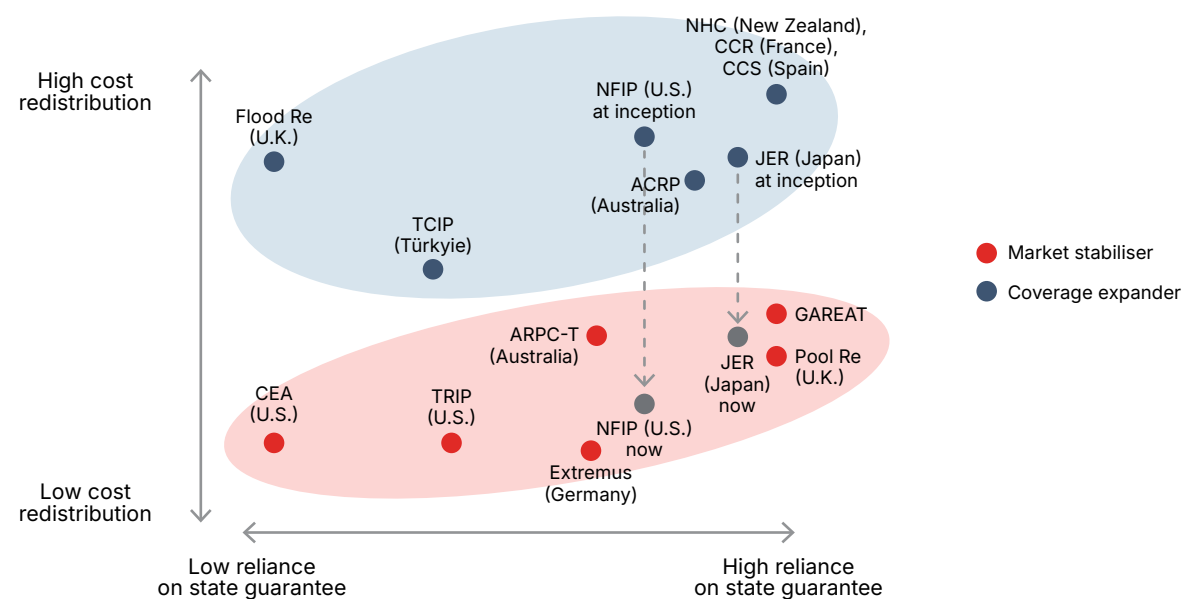 NHC (New Zealand),
CCR (France),
CCS (Spain)
High cost
redistribution
NFIP (U.S.)
at inception
Flood Re
(U.K.)
JER (Japan)
at inception
ACRP
(Australia)
TCIP
(Türkyie)
Market stabiliser
Coverage expander
GAREAT
ARPC-T
(Australia)
JER
(Japan)
now
Pool Re
(U.K.)
CEA
(U.S.)
TRIP
(U.S.)
NFIP (U.S.)
now
Extremus
(Germany)
Low cost
redistribution
Low reliance
on state guarantee
High reliance
on state guarantee